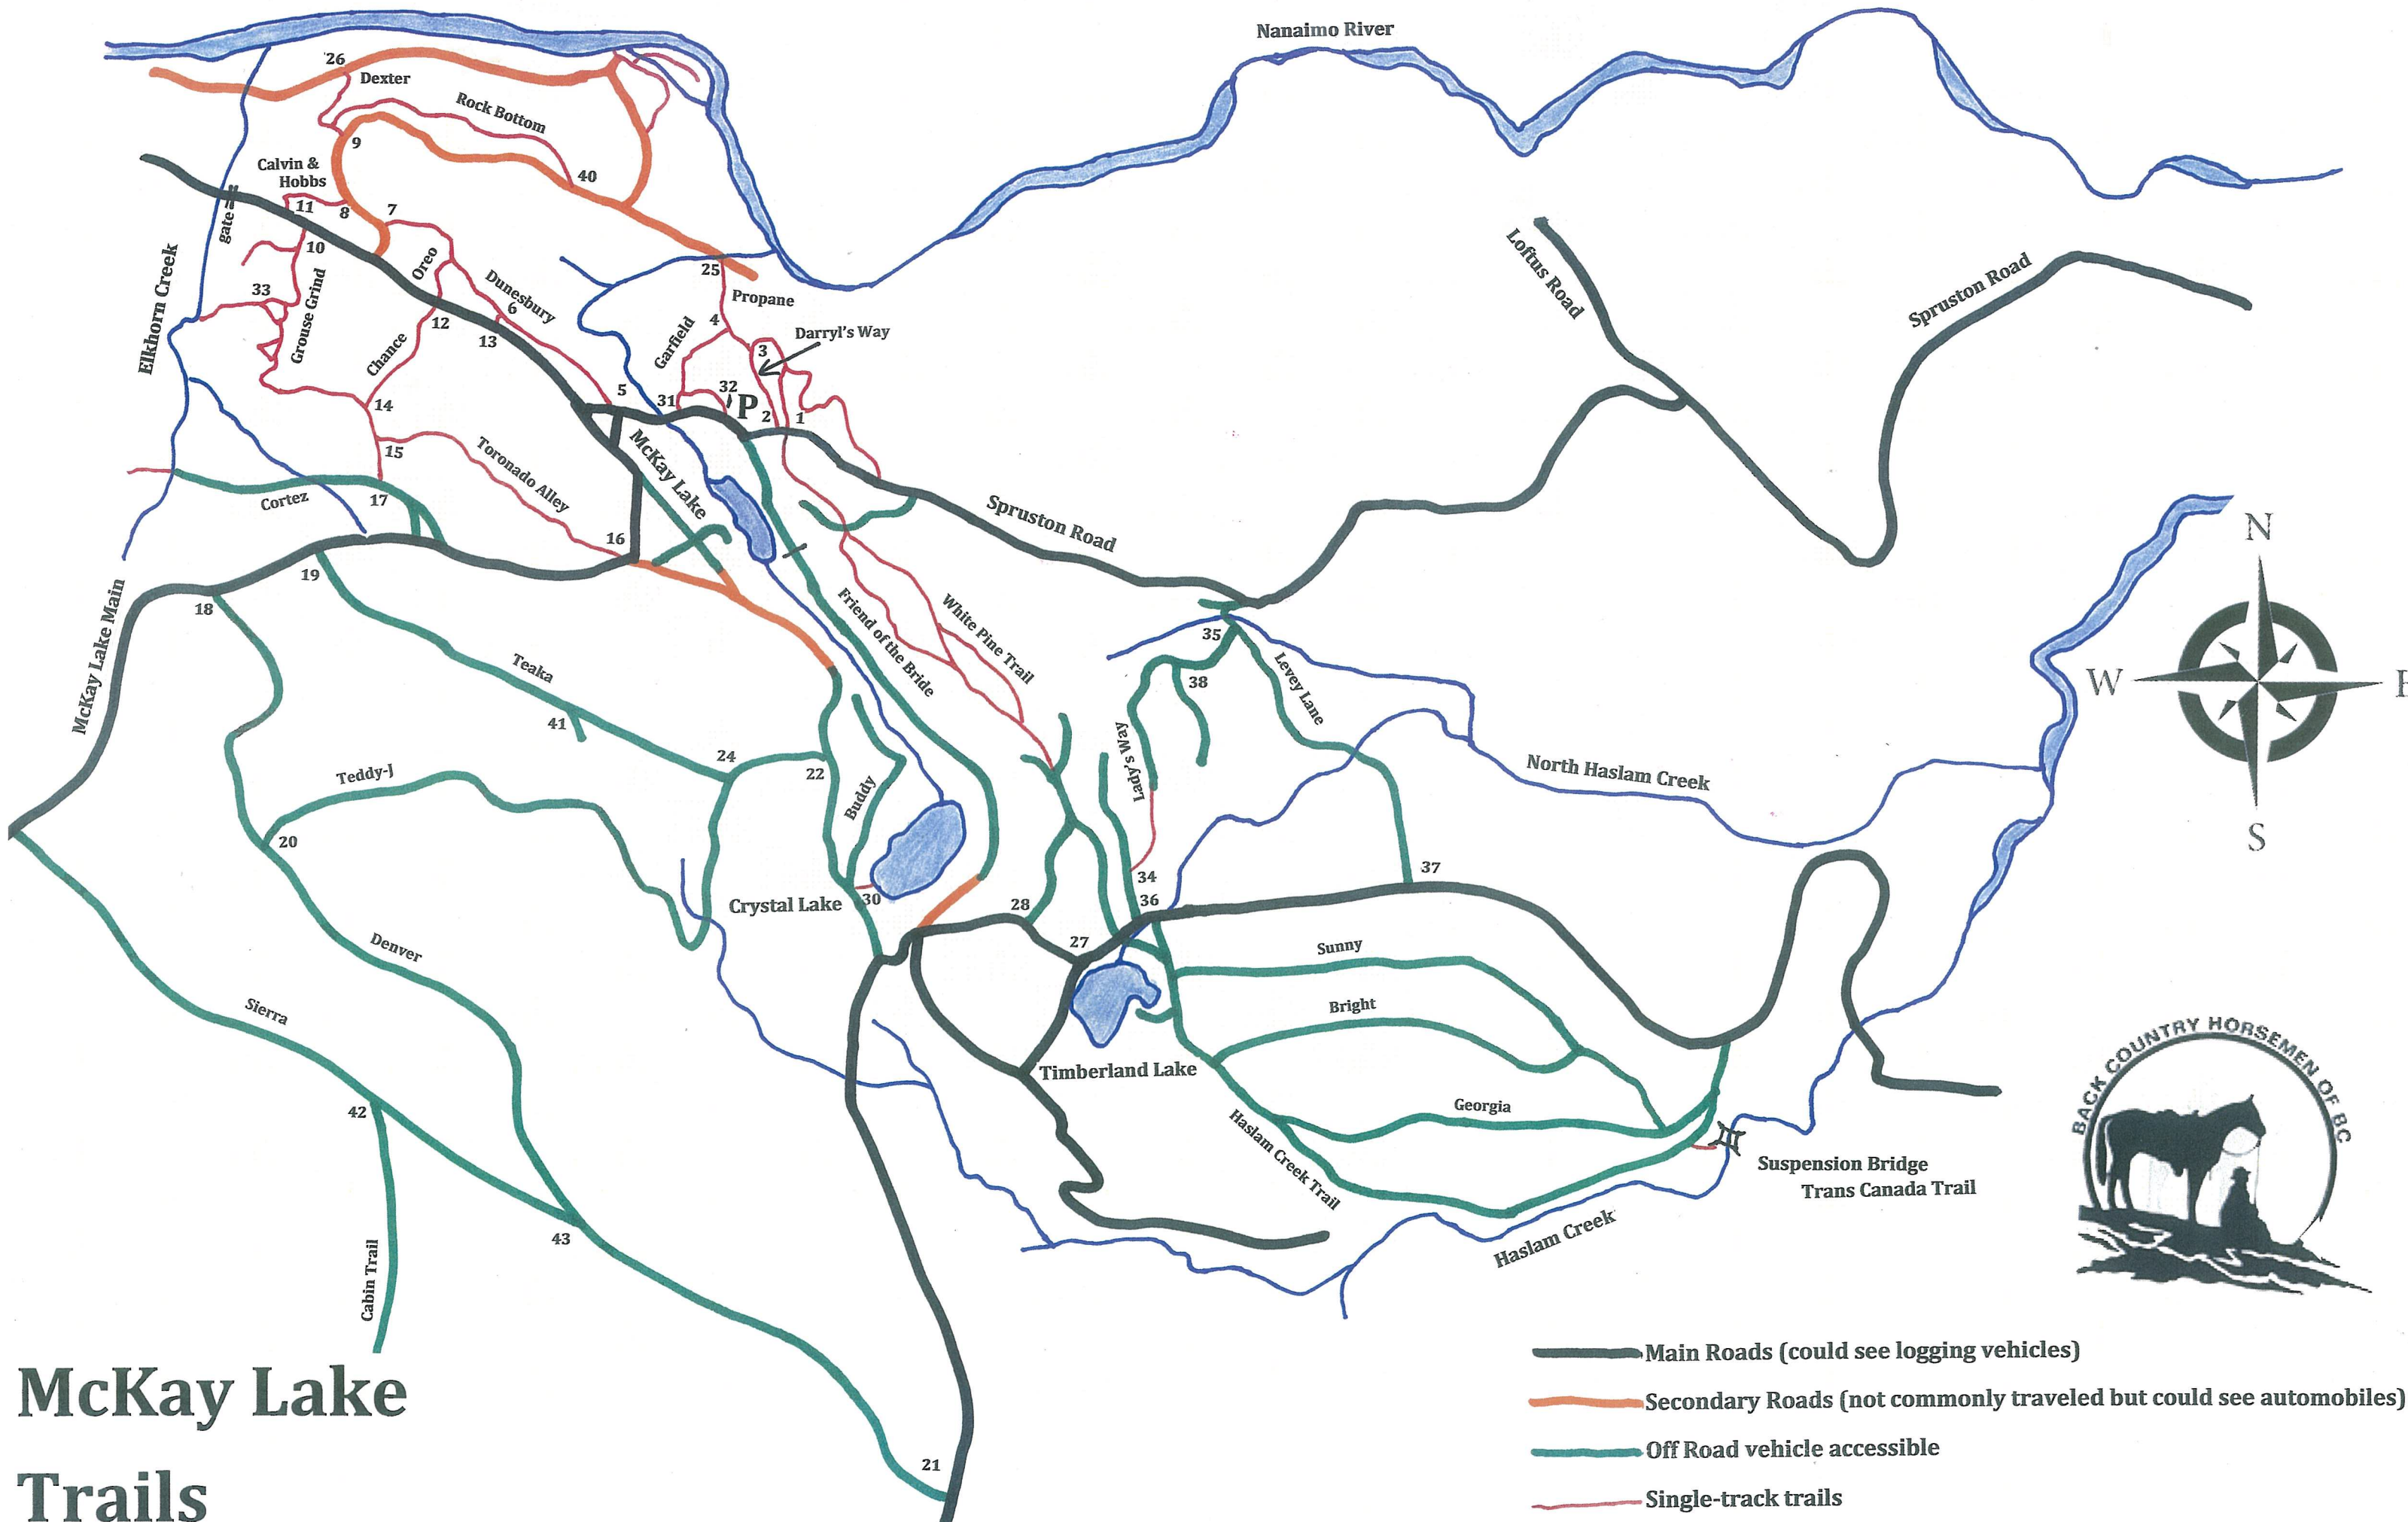 Nanaimo River
26
Dexter
Rock Bottom
9
Calvin &
Hobbs
40
11
8
7
gate
10
Oreo
25
Elkhorn Creek
33
Grouse Grind
Dunesbury
6
Propane
12
13
4
Garfield
Darryl's Way
3
Chance
Loftus Road
Spruston Road
5
31
32
P
2
1
14
15
Toronado Alley
McKay Lake
Cortez
17
16
Spruston Road
N
19
18
McKay Lake Main
Friend of the Bride
White Pine Trail
35
Levey Lane
38
W
E
S
Teaka
41
24
22
Teddy-J
Buddy
Lady's Way
North Haslam Creek
20
34
37
Crystal Lake
30
28
36
27
Denver
Sunny
Sierra
Bright
Timberland Lake
42
Georgia
Haslam Creek Trail
Suspension Bridge
Trans Canada Trail
BACK COUNTRY HORSEMEN OF BC
43
Haslam Creek
Cabin Trail
21
McKay Lake
Trails
Main Roads (could see logging vehicles)
Secondary Roads (not commonly traveled but could see automobiles)
Off Road vehicle accessible
Single-track trails